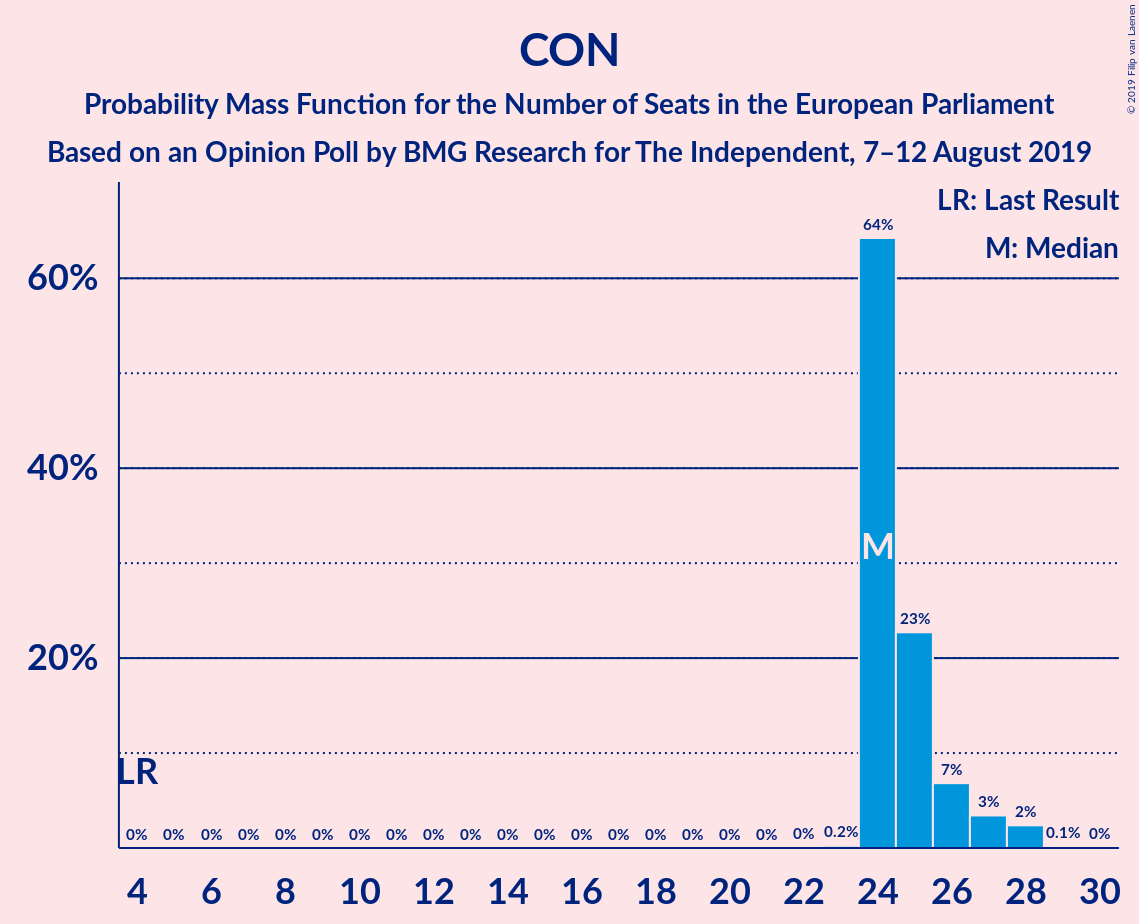 CON
Probability Mass Function for the Number of Seats in the European Parliament
Based on an Opinion Poll by BMG Research for The Independent, 7–12 August 2019
© 2019 Filip van Laenen
LR: Last Result
M: Median
64%
60%
40%
M
23%
20%
LR
7%
3%
2%
0% 0% 0% 0% 0% 0% 0% 0% 0% 0% 0% 0% 0% 0% 0% 0% 0% 0% 0% 0.2% 0.1% 0%
4 6 8 10 12 14 16 18 20 22 24 26 28 30